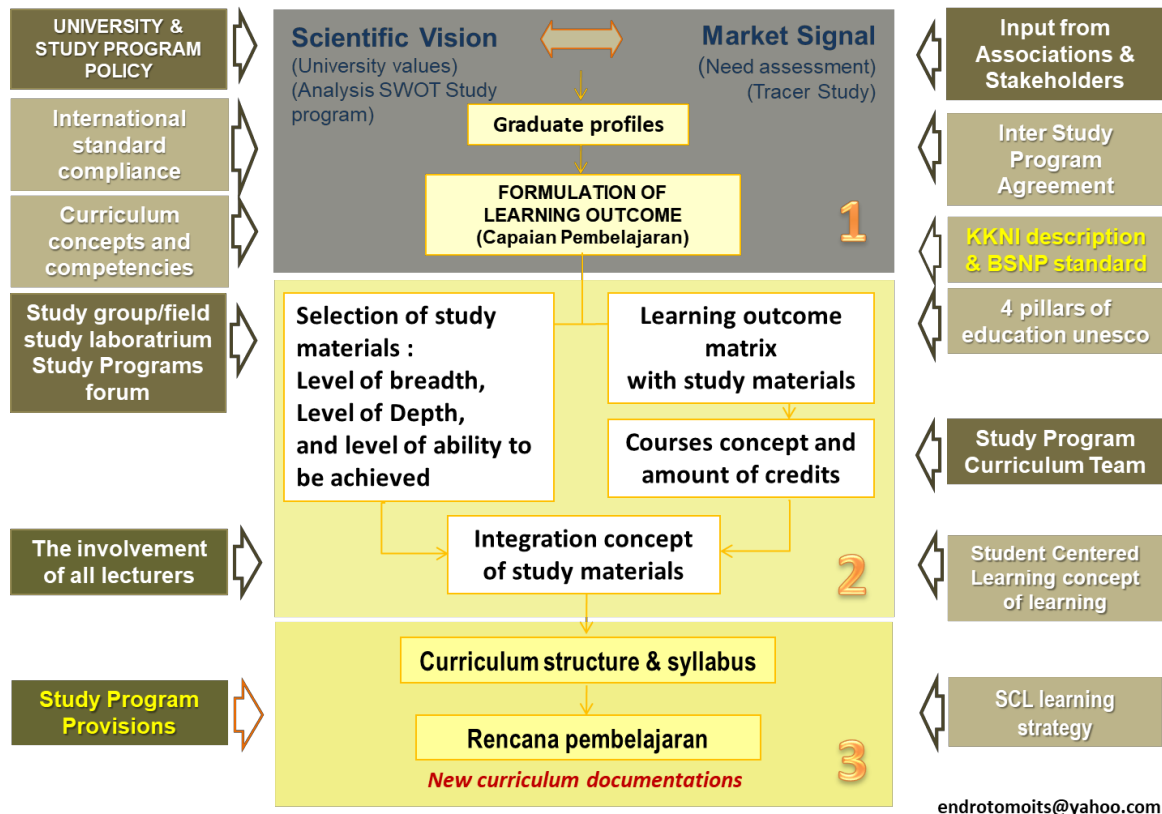 UNIVERSITY &
STUDY PROGRAM
POLICY
International
standard
compliance
Curriculum
concepts and
competencies
Study group/field
study laboratrium
Study Programs
forum
The involvement
of all lecturers
Study Program
Provisions
Scientific Vision
(University values)
(Analysis SWOT Study
program)
Market Signal
(Need assessment)
(Tracer Study)
Graduate profiles
FORMULATION OF
LEARNING OUTCOME
(Capaian Pembelajaran)
1
Selection of study
materials :
Level of breadth,
Level of Depth,
and level of ability to
be achieved
Learning outcome
matrix
with study materials
Courses concept and
amount of credits
Integration concept
of study materials
2
Curriculum structure & syllabus
Rencana pembelajaran
New curriculum documentations
3
Input from
Associations &
Stakeholders
Inter Study
Program
Agreement
KKNI description
& BSNP standard
4 pillars of
education unesco
Study Program
Curriculum Team
Student Centered
Learning concept
of learning
SCL learning
strategy
endrotomoits@yahoo.com